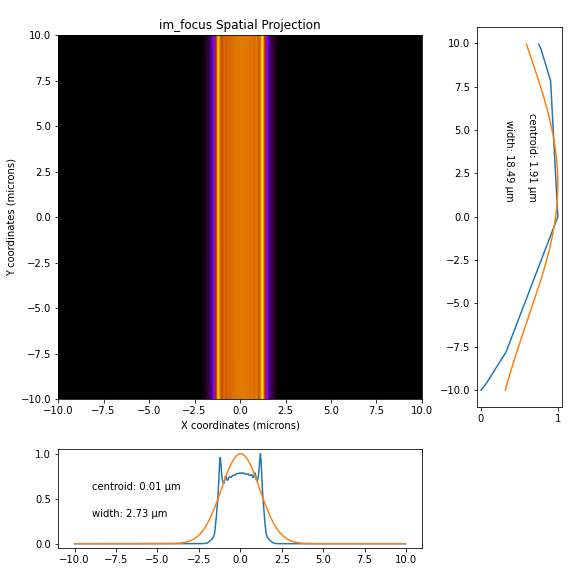 im_focus Spatial Projection
10.0
7.5
5.0
2.5
0.0
−2.5
−5.0
−7.5
−10.0
Y coordinates (microns)
−10.0 −7.5 −5.0 −2.5 0.0 2.5 5.0 7.5 10.0
X coordinates (microns)
10.0
7.5
5.0
2.5
0.0
−2.5
−5.0
−7.5
−10.0
centroid: 1.91 μm
width: 18.49 μm
0 1
1.0
0.5
0.0
centroid: 0.01 μm
width: 2.73 μm
−10.0 −7.5 −5.0 −2.5 0.0 2.5 5.0 7.5 10.0